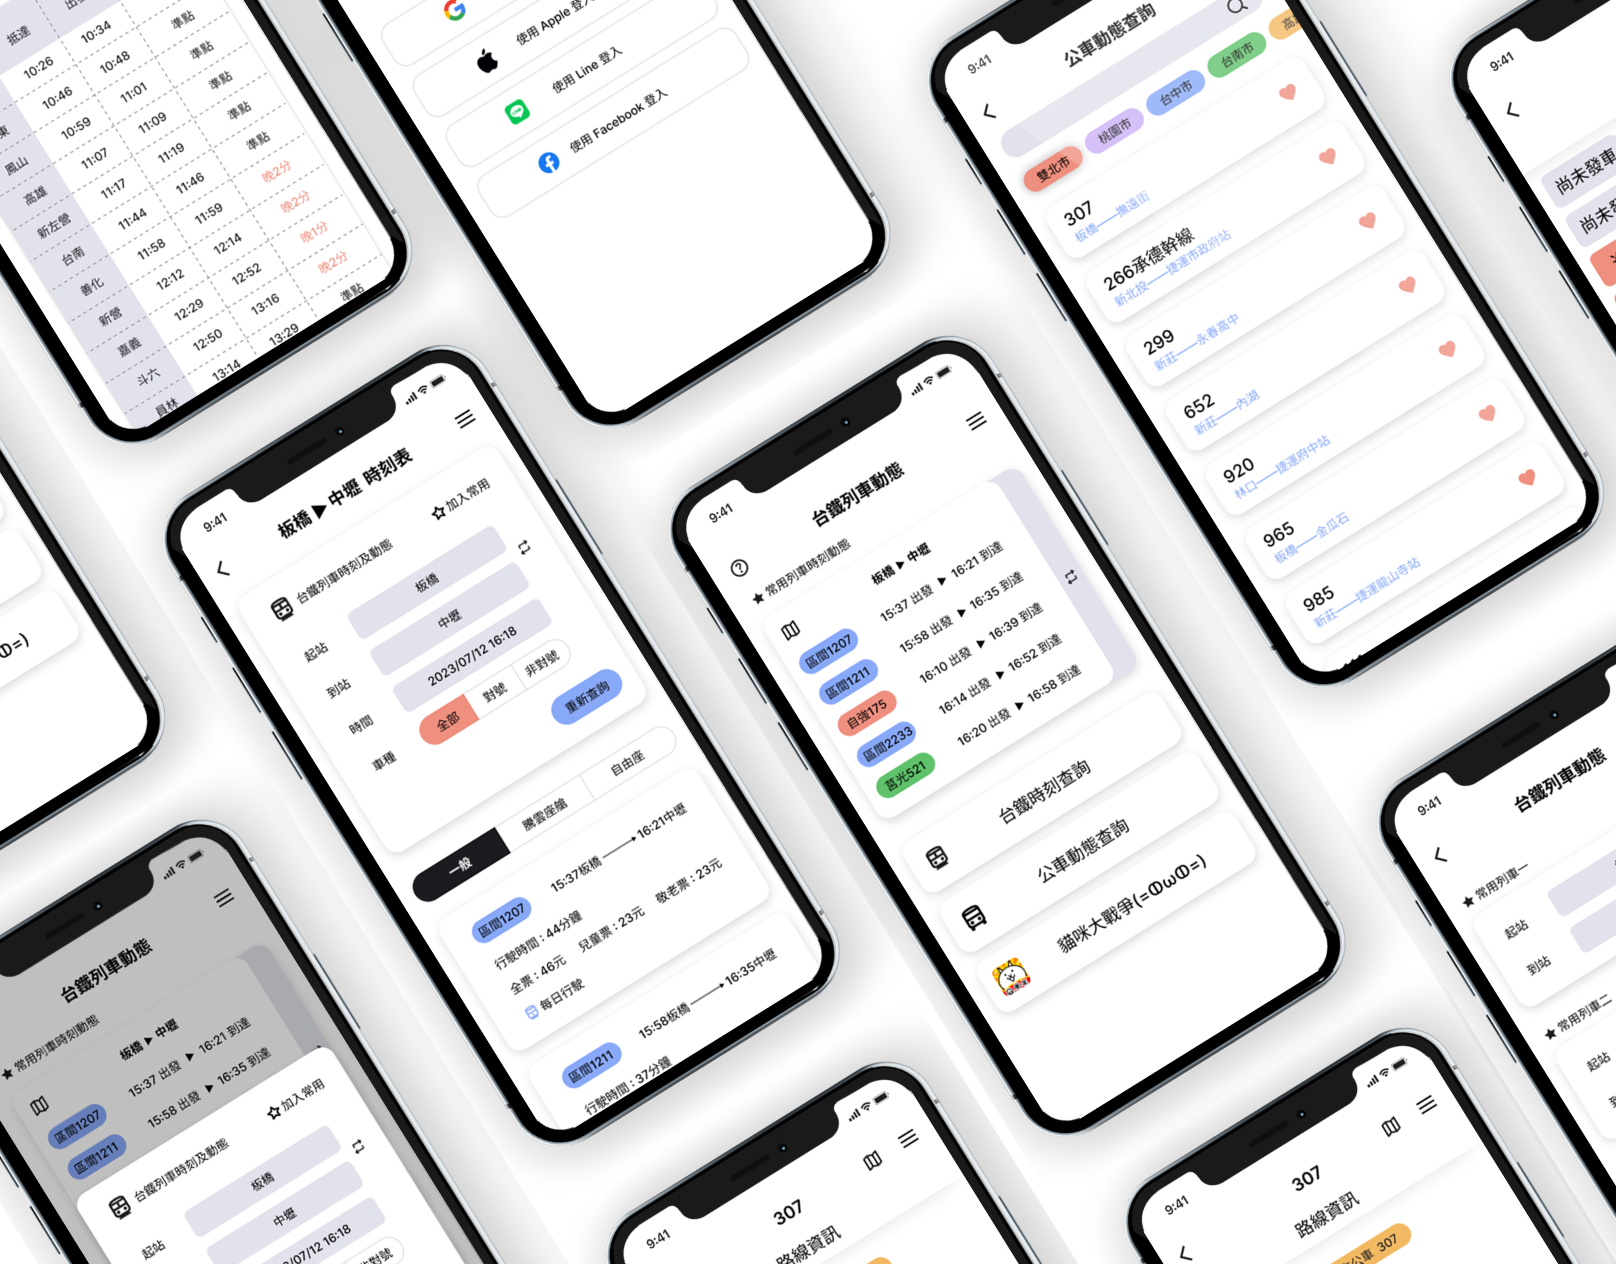 抵達
10:26 10:34 準點
10:46 10:48 準點
10:59 11:01 準點
鳳山 11:07 11:09 準點
高雄 11:17 11:19 準點
新左營 11:44 11:46 晚2分
台南 11:58 11:59 晚2分
善化 12:12 12:14 晚1分
新營 12:29 12:52 晚2分
嘉義 12:50 13:16 準點
斗六 13:14 13:29
員林
使用 Apple 登入
使用 Line 登入
使用 Facebook 登入
9:41
公車動態查詢
雙北市 桃園市 台中市 台南市
307
板橋——撫遠街
266承德幹線
新北投——捷運市政府站
299
新莊——永春高中
652
新莊——內湖
920
林口——捷運府中站
965
板橋——金瓜石
985
新莊——捷運龍山寺站
9:41
尚未發車
尚未發
9:41
板橋 ▶ 中壢 時刻表
台鐵列車時刻及動態 加入常用
起站 板橋
到站 中壢
時間 2023/07/12 16:18
車種 全部 對號 非對號
重新查詢
一般 騰雲座艙 自由座
區間1207 15:37板橋 → 16:21中壢
行駛時間：44分鐘
全票：46元 兒童票：23元 敬老票：23元
每日行駛
區間1211 15:58板橋 → 16:35中壢
行駛時間：37分鐘
9:41
台鐵列車動態
★ 常用列車時刻動態
板橋 ▶ 中壢
區間1207 15:37 出發 ▶ 16:21 到達
區間1211 15:58 出發 ▶ 16:35 到達
自強175 16:10 出發 ▶ 16:39 到達
區間2233 16:14 出發 ▶ 16:52 到達
莒光521 16:20 出發 ▶ 16:58 到達
台鐵時刻查詢
公車動態查詢
貓咪大戰爭(=ΦωΦ=)
台鐵列車動態
★ 常用列車時刻動態
板橋 ▶ 中壢
區間1207 15:37 出發 ▶ 16:21 到達
區間1211 15:58 出發 ▶ 16:35 到達
台鐵列車時刻及動態 加入常用
起站 板橋
中壢
/07/12 16:18
非對號
9:41
307
路線資訊
9:41
307
路線資訊
公車 307
9:41
台鐵列車動態
★ 常用列車一
起站
到站
★ 常用列車二
起站
Φ=)